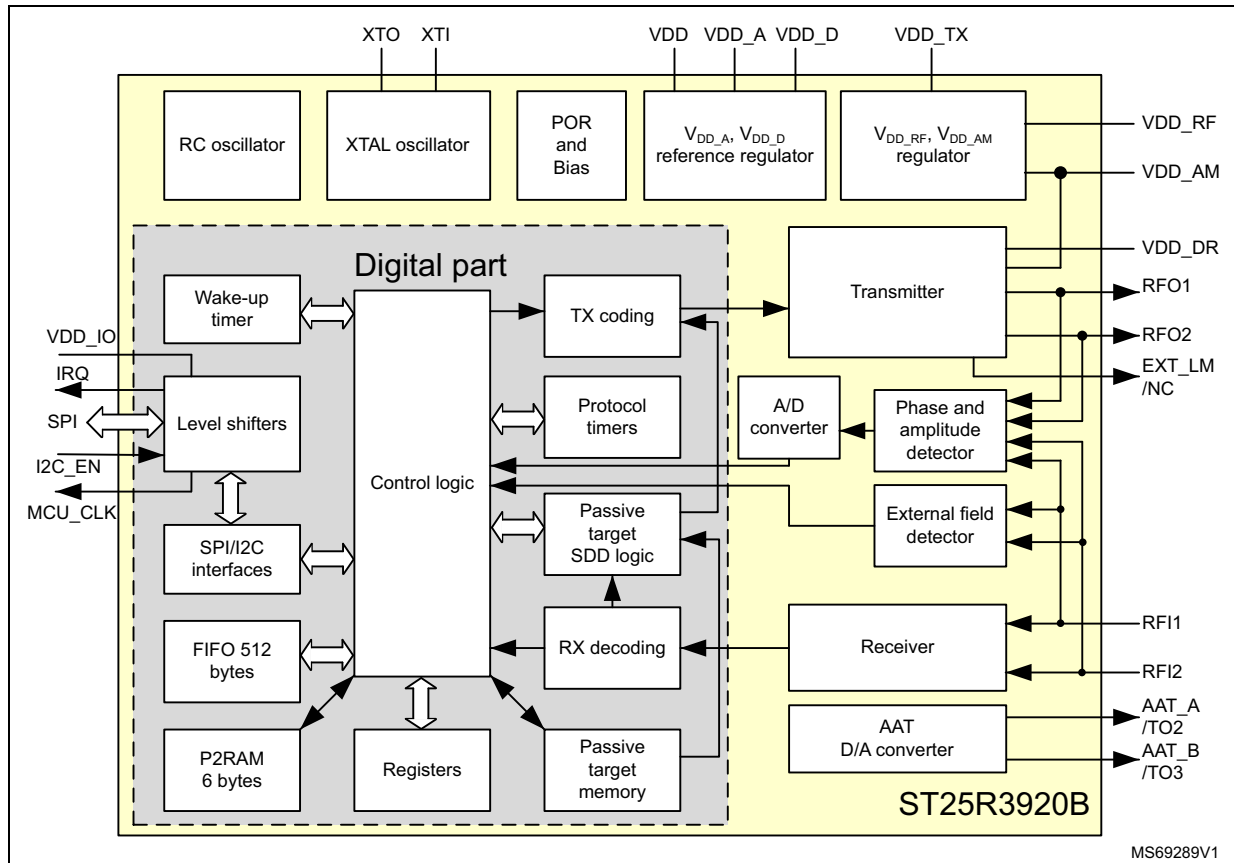 XTO
XTI
VDD
VDD_A
VDD_D
VDD_TX
RC oscillator
XTAL oscillator
POR
and
Bias
VDD_A, VDD_D
reference regulator
VDD_RF, VDD_AM
regulator
VDD_RF
VDD_AM
VDD_DR
RFO1
RFO2
EXT_LM
/NC
Digital part
Wake-up
timer
TX coding
Transmitter
VDD_IO
IRQ
SPI
I2C_EN
MCU_CLK
Level shifters
Control logic
Protocol
timers
A/D
converter
Phase and
amplitude
detector
SPI/I2C
interfaces
Passive
target
SDD logic
External field
detector
FIFO 512
bytes
RX decoding
Receiver
RFI1
RFI2
P2RAM
6 bytes
Registers
Passive
target
memory
AAT
D/A converter
AAT_A
/TO2
AAT_B
/TO3
ST25R3920B
MS69289V1